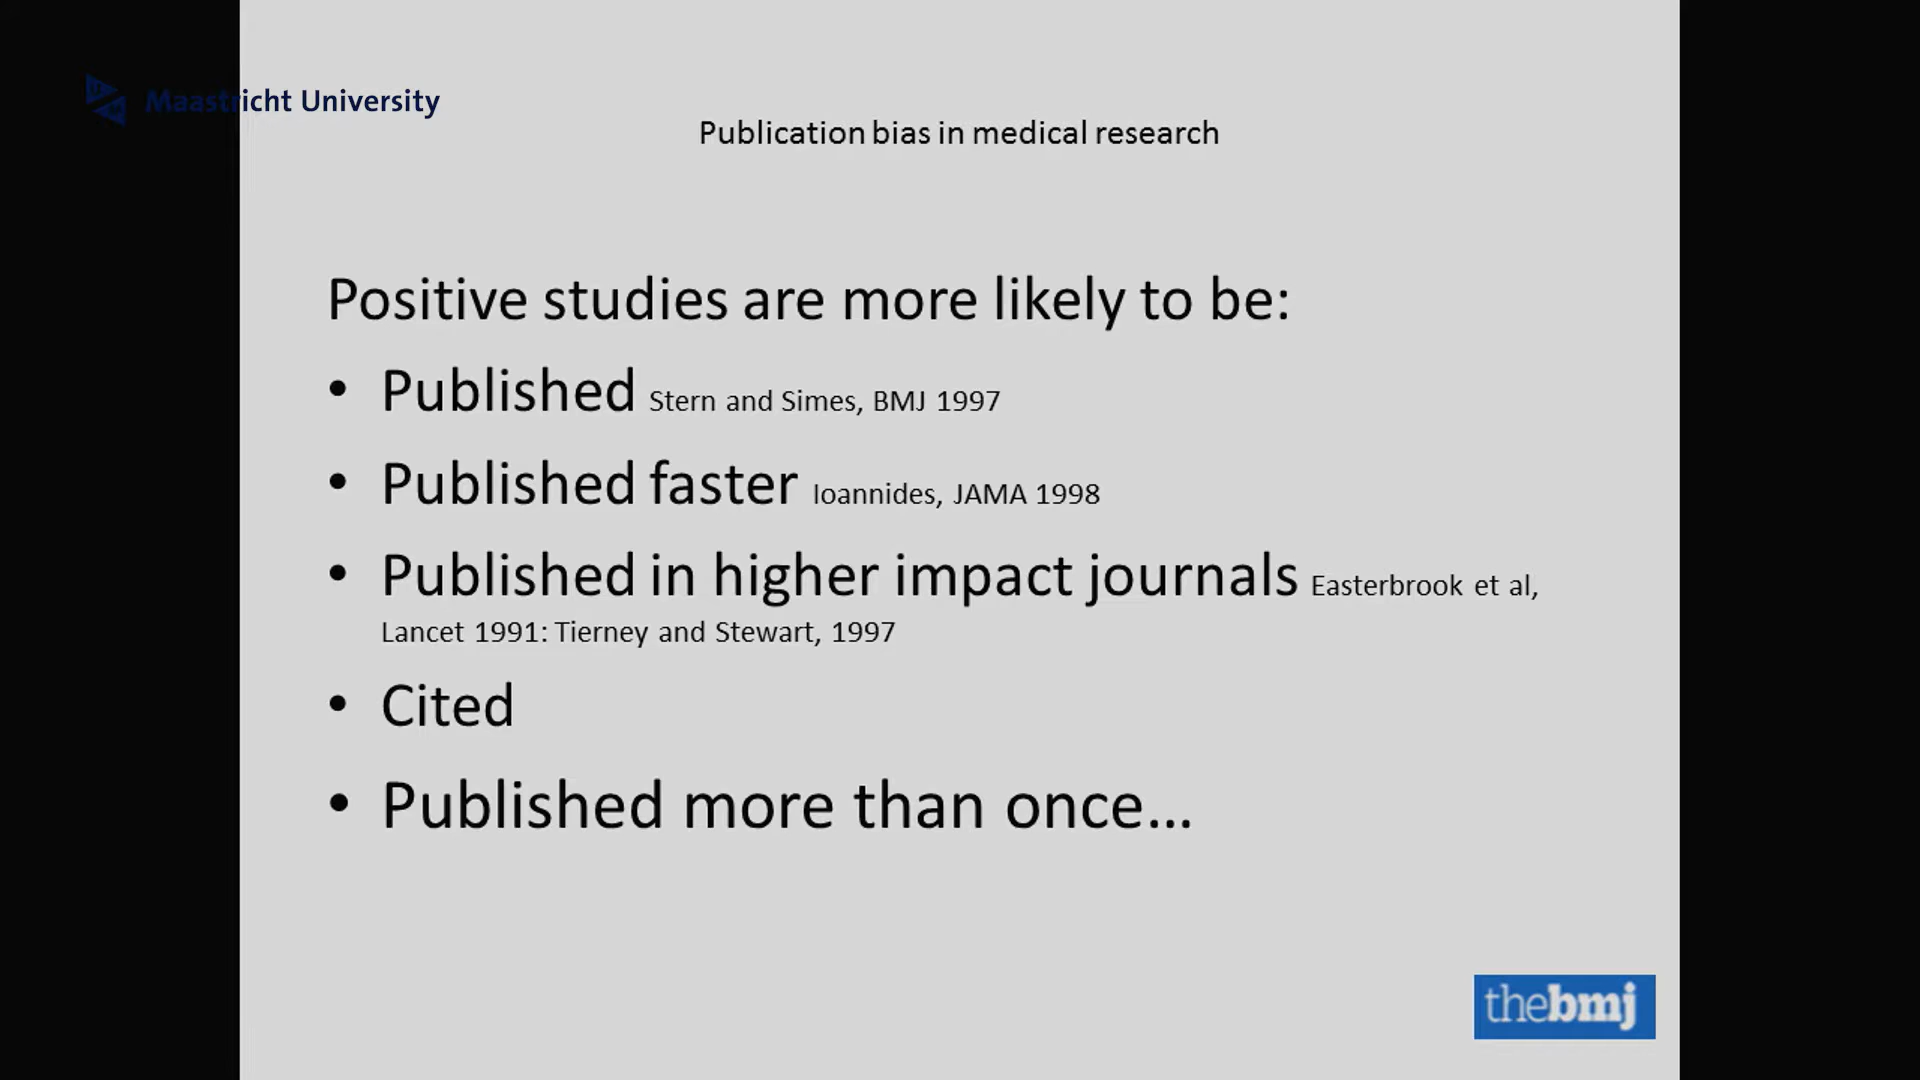 Maastricht University
Publication bias in medical research
Positive studies are more likely to be:
• Published Stern and Simes, BMJ 1997
• Published faster Ioannides, JAMA 1998
• Published in higher impact journals Easterbrook et al,
Lancet 1991: Tierney and Stewart, 1997
• Cited
• Published more than once...
thebmj